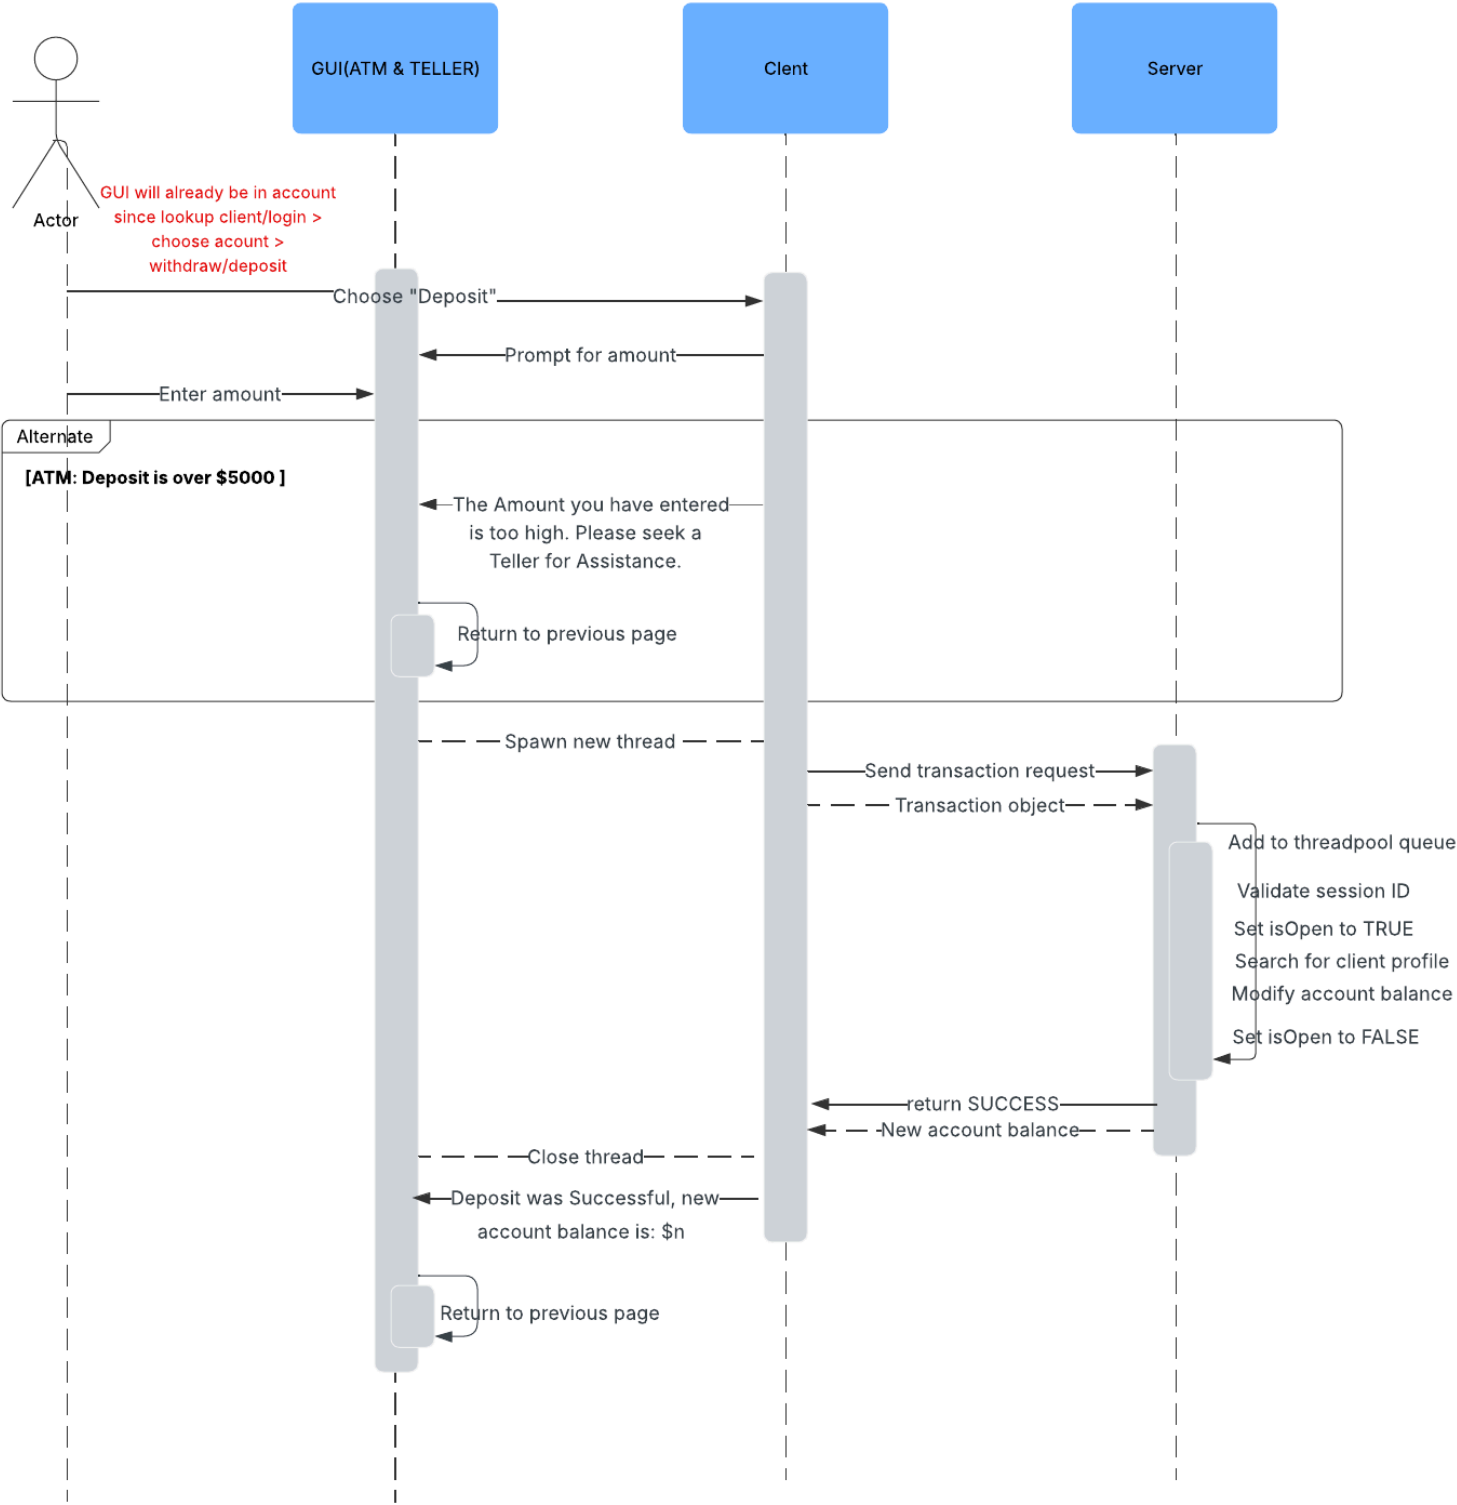 GUI(ATM & TELLER)
Clent
Server
Actor
GUI will already be in account
since lookup client/login >
choose acount >
withdraw/deposit
Choose "Deposit"
Prompt for amount
Enter amount
Alternate
[ATM: Deposit is over $5000 ]
The Amount you have entered
is too high. Please seek a
Teller for Assistance.
Return to previous page
Spawn new thread
Send transaction request
Transaction object
Add to threadpool queue
Validate session ID
Set isOpen to TRUE
Search for client profile
Modify account balance
Set isOpen to FALSE
return SUCCESS
New account balance
Close thread
Deposit was Successful, new
account balance is: $n
Return to previous page